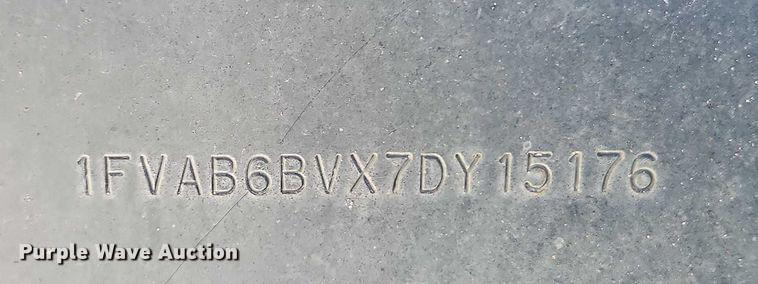 1FVAB6BVX7DY15176
Purple Wave Auction